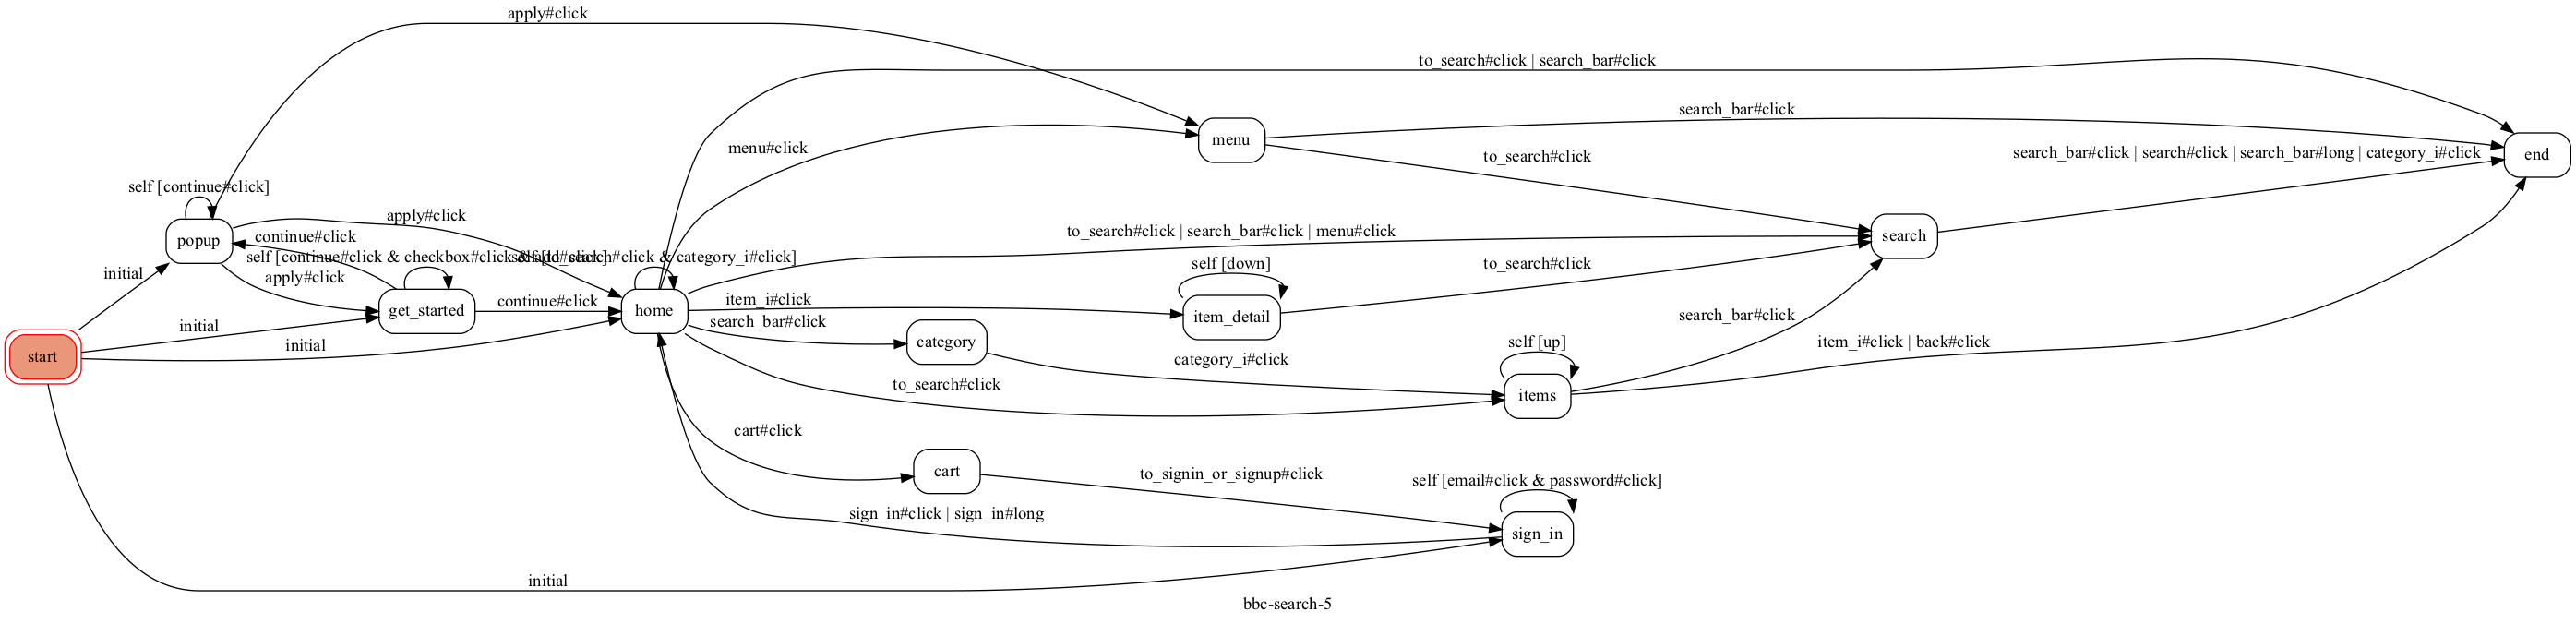 apply#click
to_search#click | search_bar#click
search_bar#click
menu
menu#click
to_search#click
search_bar#click | search#click | search_bar#long | category_i#click
end
self [continue#click]
popup
apply#click
continue#click
to_search#click | search_bar#click | menu#click
search
self [continue#click & checkbox#click &
& category_i#click]
initial
apply#click
self [down]
to_search#click
get_started
continue#click
home
item_i#click
item_detail
search_bar#click
search_bar#click
initial
initial
start
category
category_i#click
self [up]
item_i#click | back#click
to_search#click
items
cart#click
cart
to_signin_or_signup#click
self [email#click & password#click]
sign_in#click | sign_in#long
sign_in
initial
bbc-search-5